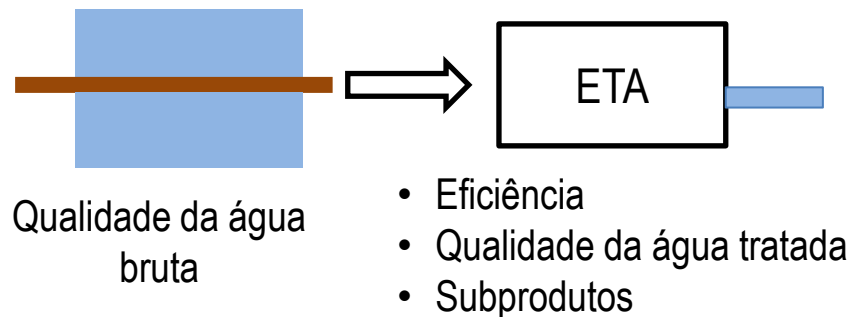 ETA
Qualidade da água
bruta
• Eficiência
• Qualidade da água tratada
• Subprodutos